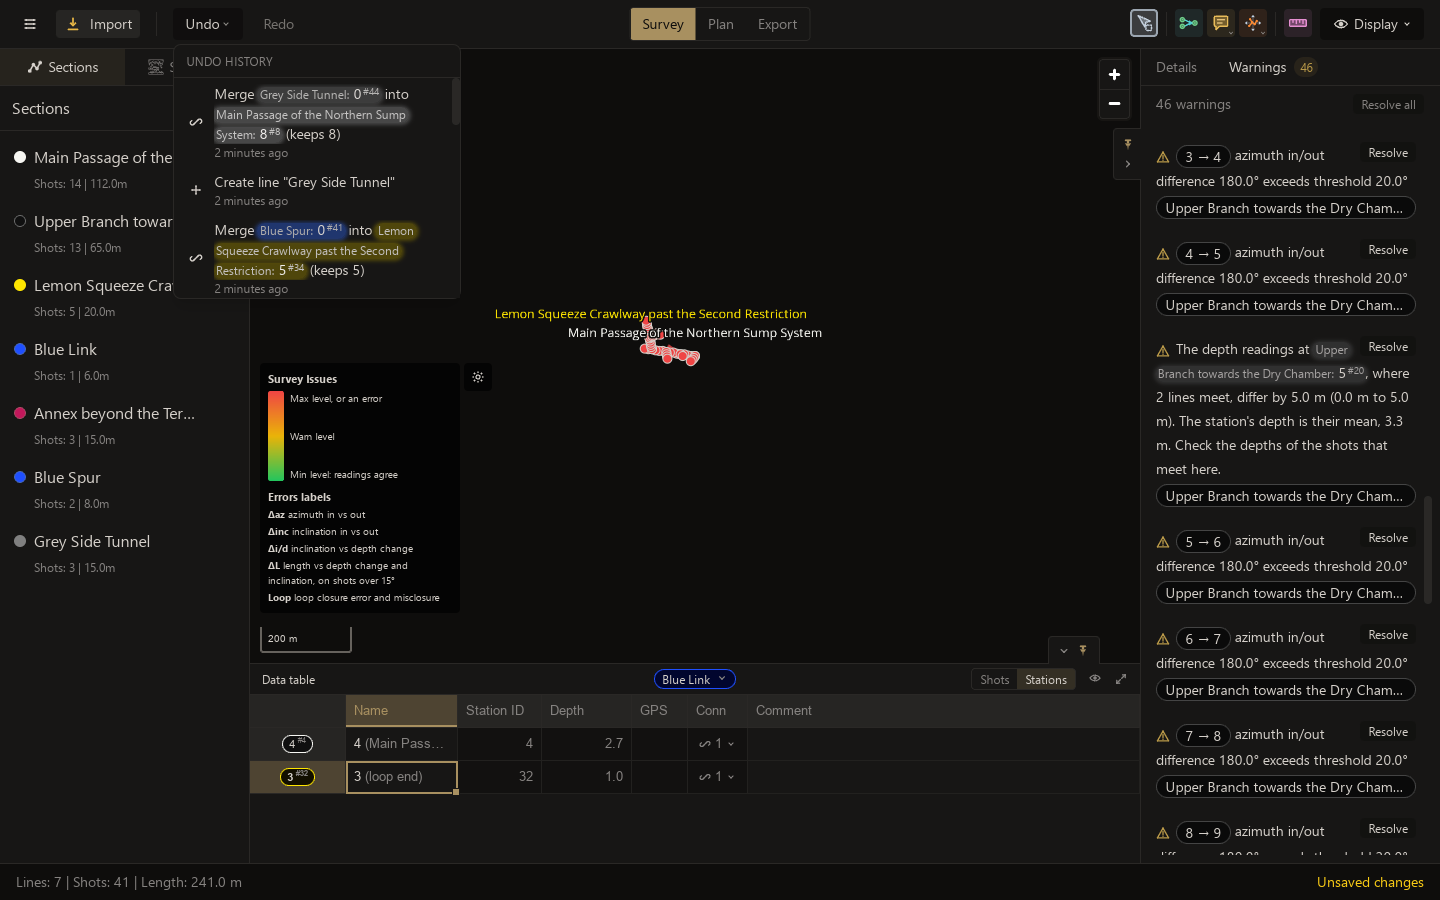 Import
Undo
Redo
Survey
Plan
Export
Display
Sections
UNDO HISTORY
Merge Grey Side Tunnel: 0 #44 into
Main Passage of the Northern Sump
System: 8 #8 (keeps 8)
2 minutes ago
Create line "Grey Side Tunnel"
2 minutes ago
Merge Blue Spur: 0 #41 into Lemon
Squeeze Crawlway past the Second
Restriction: 5 #34 (keeps 5)
2 minutes ago
Sections
Main Passage of the
Shots: 14 | 112.0m
Upper Branch towar
Shots: 13 | 65.0m
Lemon Squeeze Cra
Shots: 5 | 20.0m
Blue Link
Shots: 1 | 6.0m
Annex beyond the Ter...
Shots: 3 | 15.0m
Blue Spur
Shots: 2 | 8.0m
Grey Side Tunnel
Shots: 3 | 15.0m
Lemon Squeeze Crawlway past the Second Restriction
Main Passage of the Northern Sump System
Survey Issues
Max level, or an error
Warn level
Min level: readings agree
Errors labels
Δaz azimuth in vs out
Δinc inclination in vs out
Δi/d inclination vs depth change
ΔL length vs depth change and
inclination, on shots over 15°
Loop loop closure error and misclosure
200 m
Data table
Blue Link
Shots
Stations
Name Station ID Depth GPS Conn Comment
4 #4 4 (Main Pass... 4 2.7 1
3 #32 3 (loop end) 32 1.0 1
Details
Warnings 46
46 warnings
Resolve all
3 → 4 azimuth in/out Resolve
difference 180.0° exceeds threshold 20.0°
Upper Branch towards the Dry Cham...
4 → 5 azimuth in/out Resolve
difference 180.0° exceeds threshold 20.0°
Upper Branch towards the Dry Cham...
The depth readings at Upper Resolve
Branch towards the Dry Chamber: 5 #20, where
2 lines meet, differ by 5.0 m (0.0 m to 5.0
m). The station's depth is their mean, 3.3
m. Check the depths of the shots that
meet here.
Upper Branch towards the Dry Cham...
5 → 6 azimuth in/out Resolve
difference 180.0° exceeds threshold 20.0°
Upper Branch towards the Dry Cham...
6 → 7 azimuth in/out Resolve
difference 180.0° exceeds threshold 20.0°
Upper Branch towards the Dry Cham...
7 → 8 azimuth in/out Resolve
difference 180.0° exceeds threshold 20.0°
Upper Branch towards the Dry Cham...
8 → 9 azimuth in/out Resolve
difference 180.0° exceeds threshold 20.0°
Lines: 7 | Shots: 41 | Length: 241.0 m
Unsaved changes